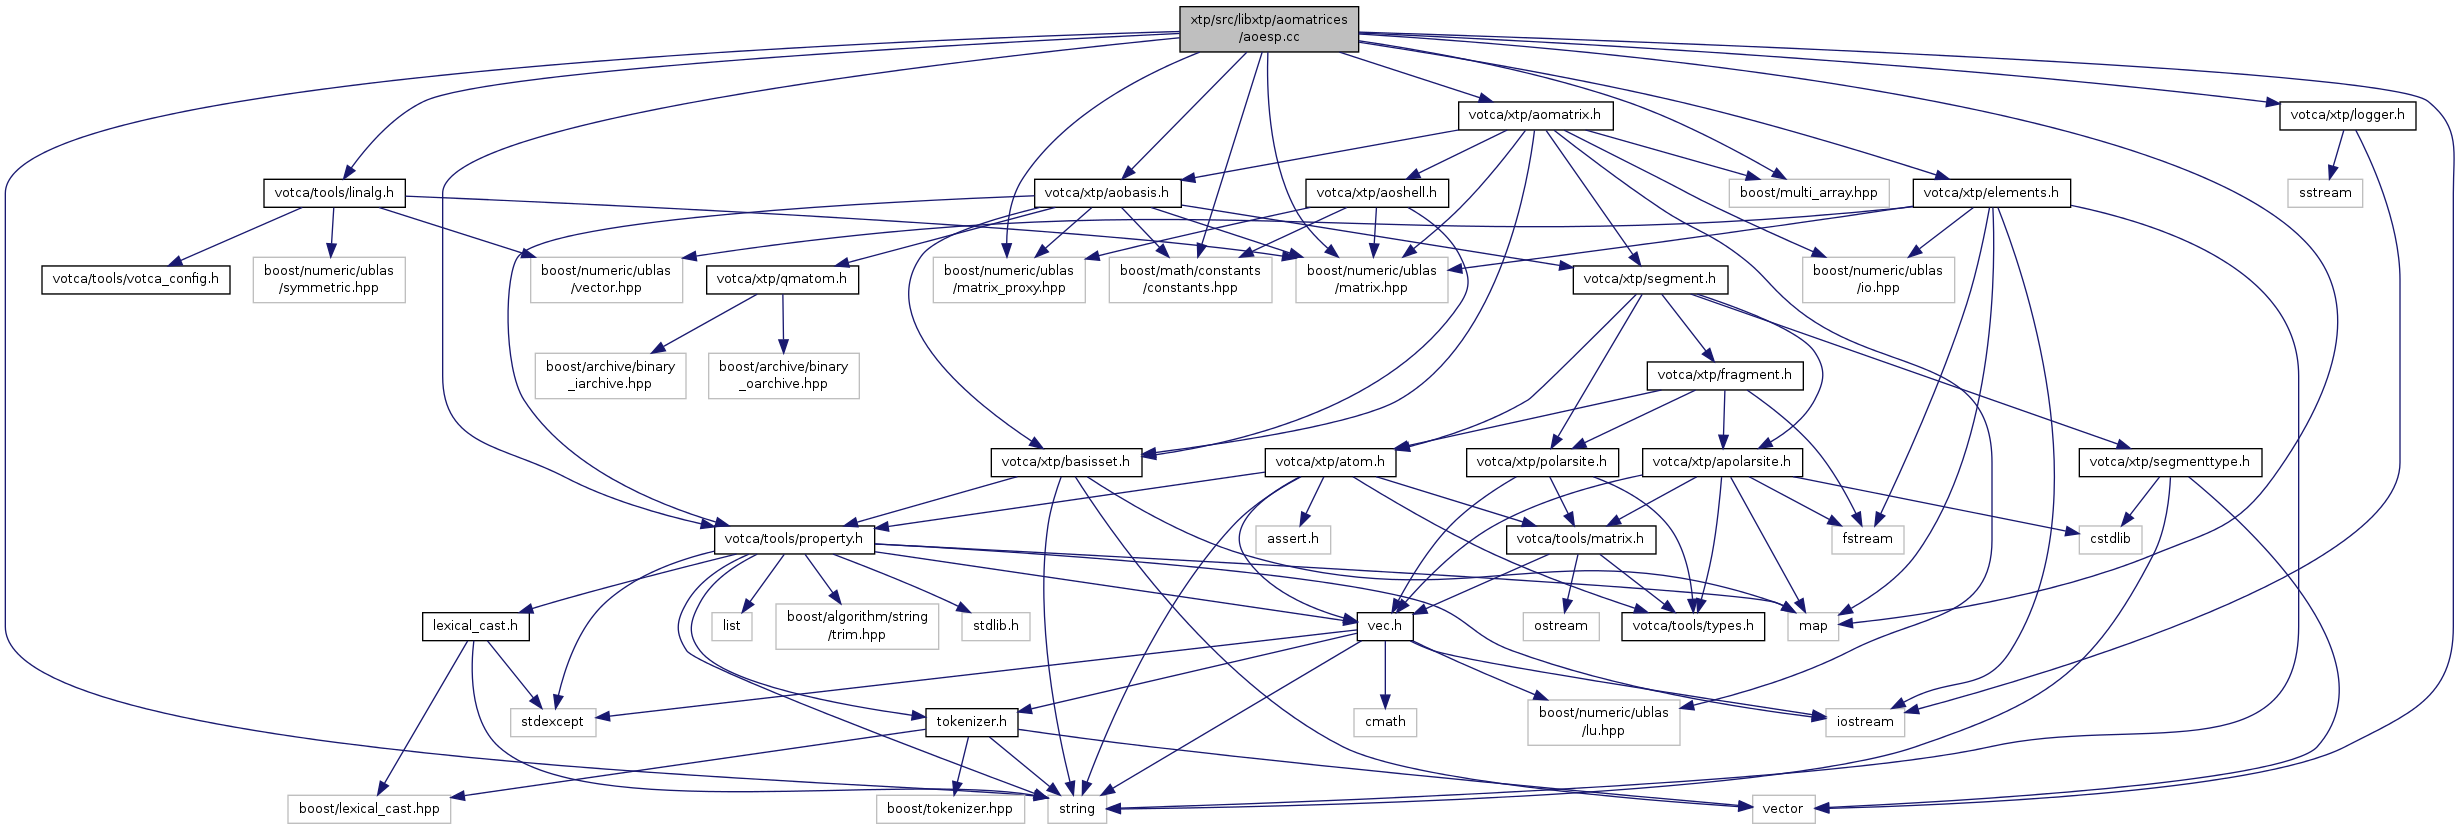 xtp/src/libxtp/aomatrices
/aoesp.cc
votca/xtp/aomatrix.h
votca/xtp/logger.h
votca/tools/linalg.h
votca/xtp/aobasis.h
votca/xtp/aoshell.h
boost/multi_array.hpp
votca/xtp/elements.h
sstream
votca/tools/votca_config.h
boost/numeric/ublas
/symmetric.hpp
boost/numeric/ublas
/vector.hpp
votca/xtp/qmatom.h
boost/numeric/ublas
/matrix_proxy.hpp
boost/math/constants
/constants.hpp
boost/numeric/ublas
/matrix.hpp
votca/xtp/segment.h
boost/numeric/ublas
/io.hpp
boost/archive/binary
_iarchive.hpp
boost/archive/binary
_oarchive.hpp
votca/xtp/fragment.h
votca/xtp/basisset.h
votca/xtp/atom.h
votca/xtp/polarsite.h
votca/xtp/apolarsite.h
votca/xtp/segmenttype.h
votca/tools/property.h
assert.h
votca/tools/matrix.h
fstream
cstdlib
lexical_cast.h
list
boost/algorithm/string
/trim.hpp
stdlib.h
vec.h
ostream
votca/tools/types.h
map
stdexcept
tokenizer.h
cmath
boost/numeric/ublas
/lu.hpp
iostream
boost/lexical_cast.hpp
boost/tokenizer.hpp
string
vector